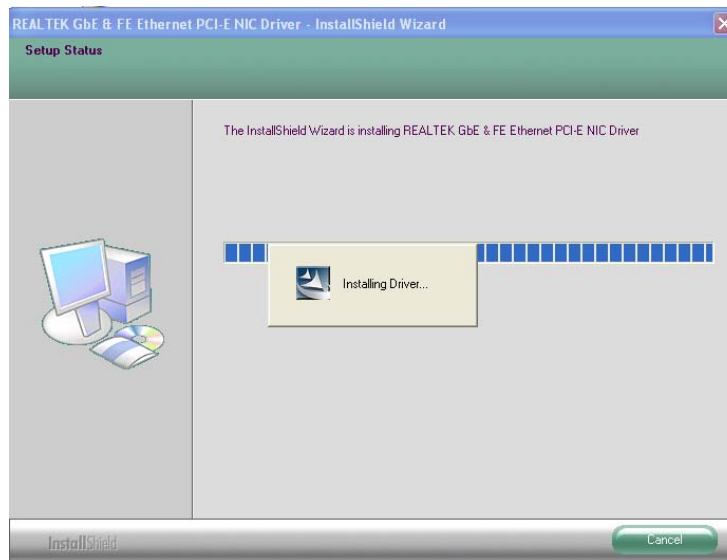 REALTEK GbE & FE Ethernet PCI-E NIC Driver - InstallShield Wizard
Setup Status
The InstallShield Wizard is installing REALTEK GbE & FE Ethernet PCI-E NIC Driver
Installing Driver...
InstallShield
Cancel